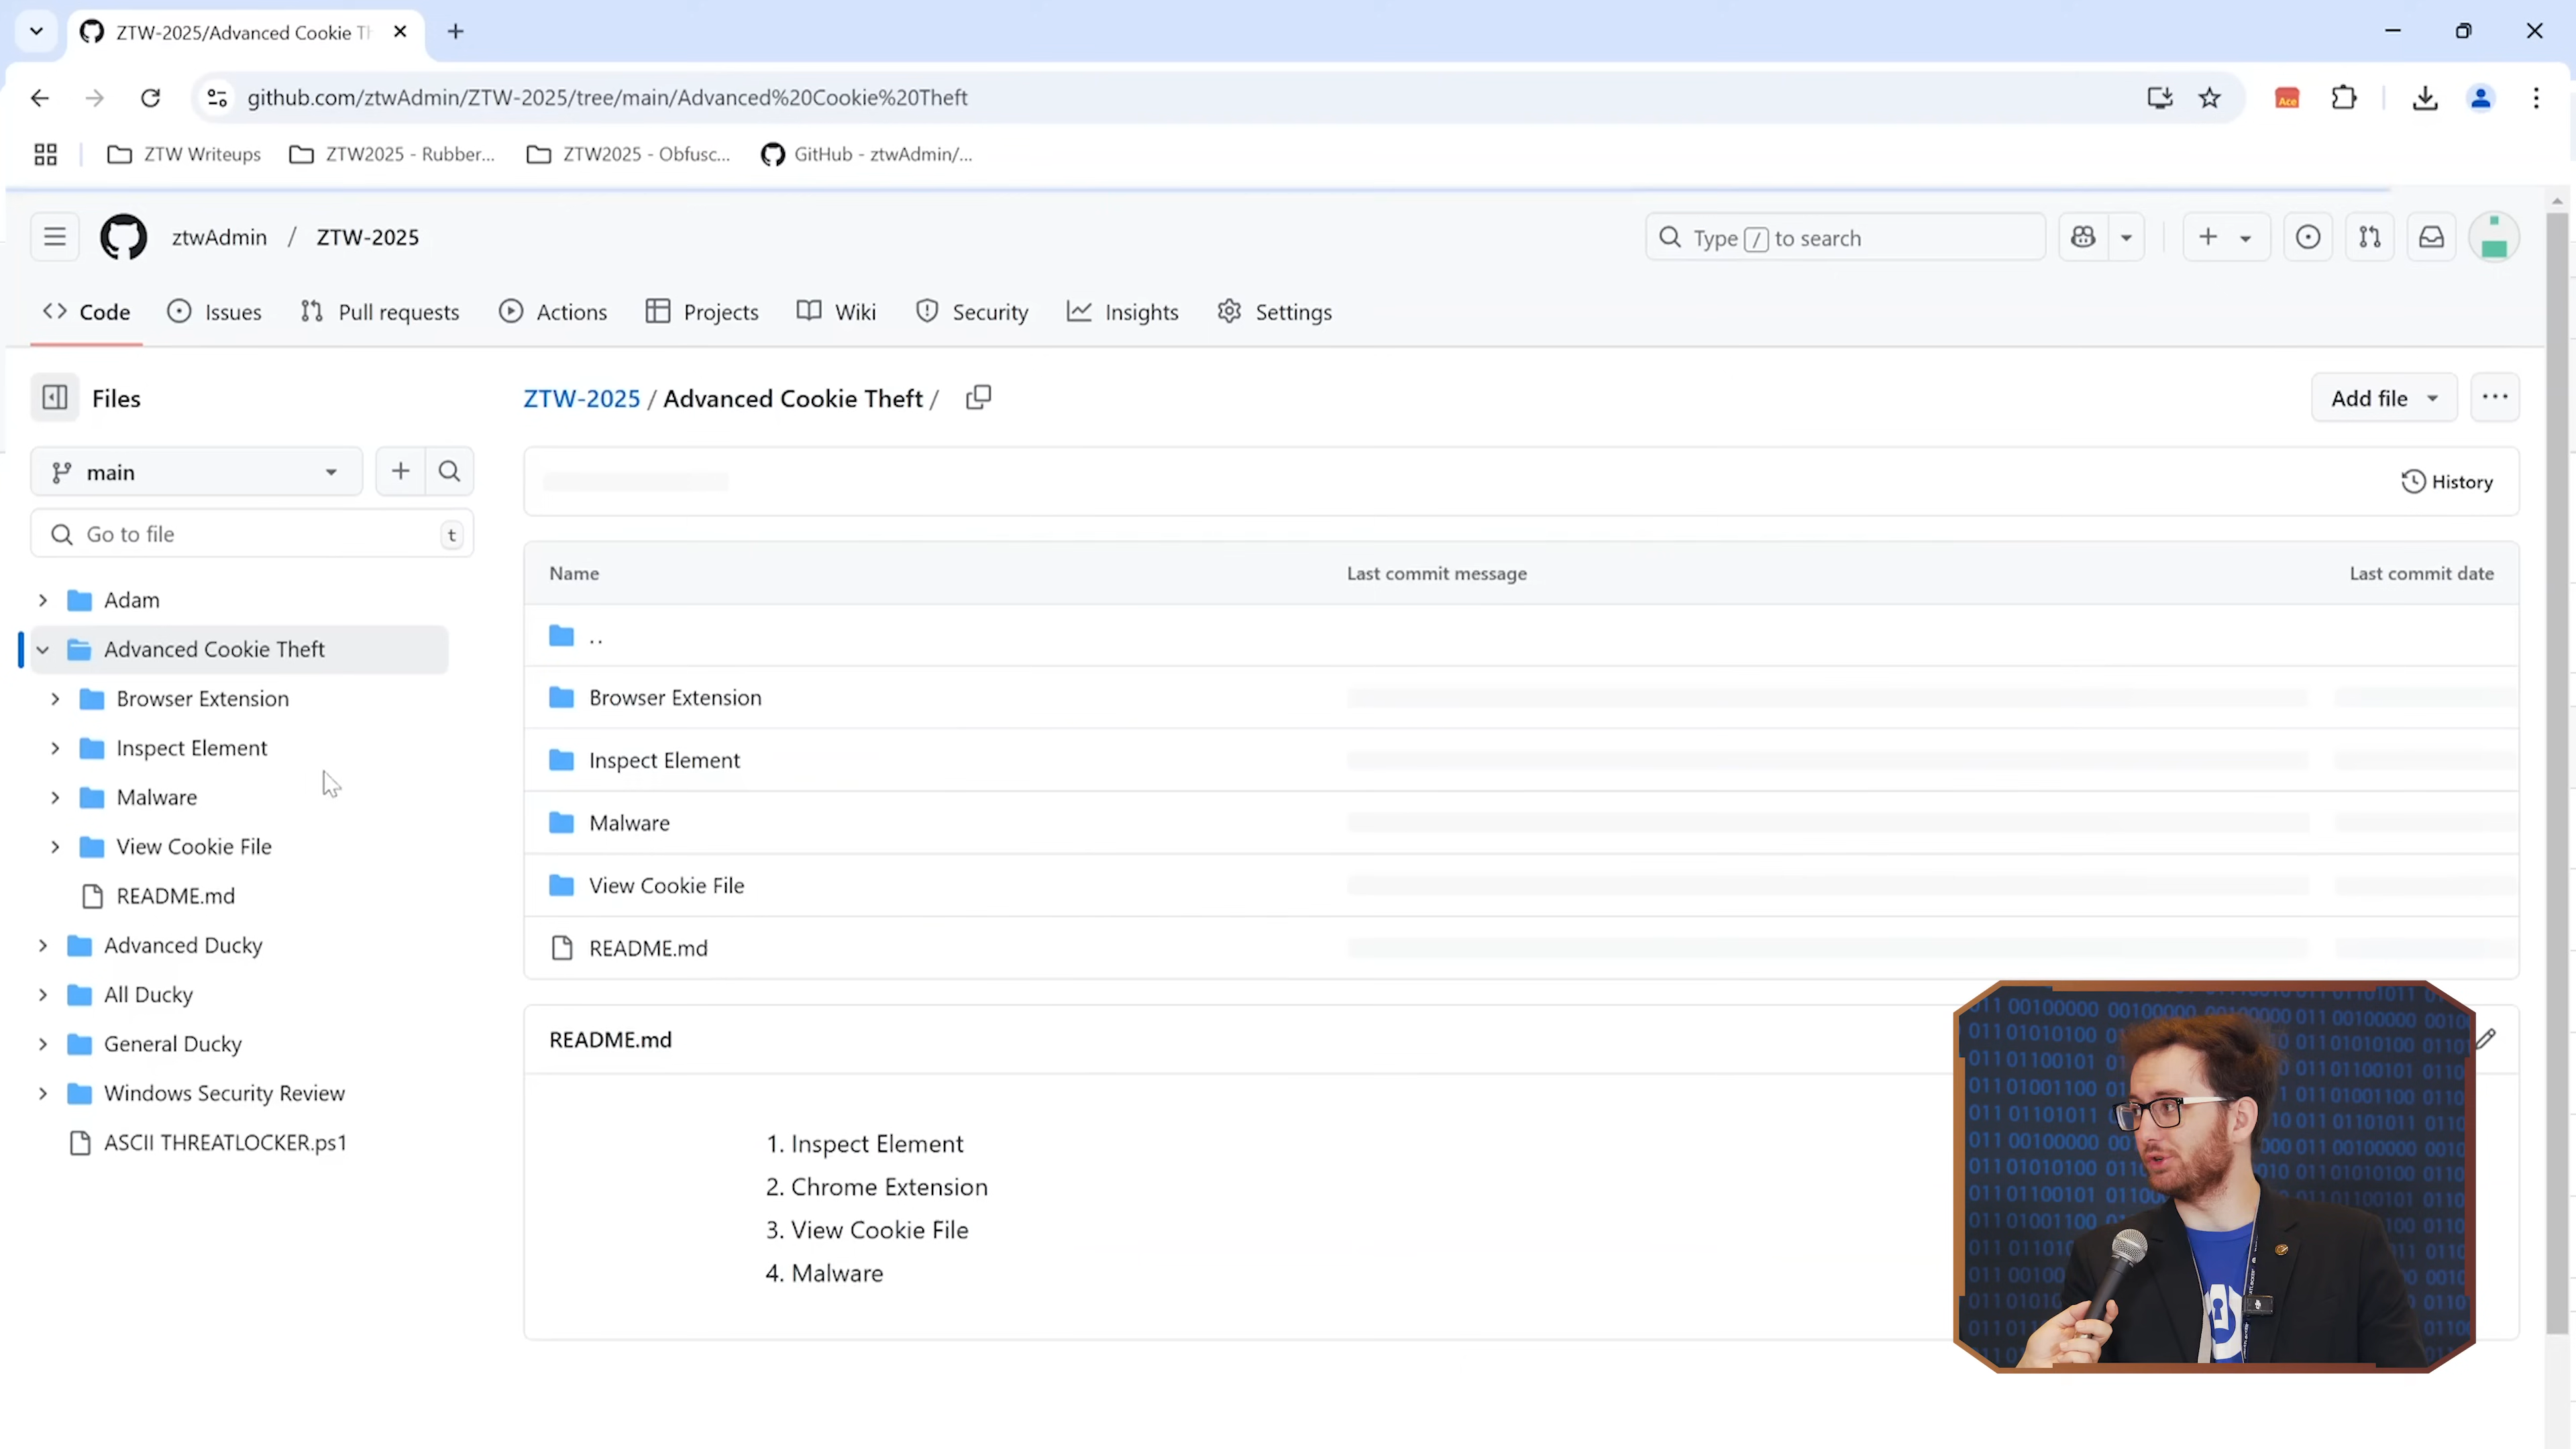 ZTW-2025/Advanced Cookie Th
github.com/ztwAdmin/ZTW-2025/tree/main/Advanced%20Cookie%20Theft
Ace
ZTW Writeups
ZTW2025 - Rubber...
ZTW2025 - Obfusc...
GitHub - ztwAdmin/...
ztwAdmin / ZTW-2025
Type / to search
Code
Issues
Pull requests
Actions
Projects
Wiki
Security
Insights
Settings
Files
main
Go to file
t
Adam
Advanced Cookie Theft
Browser Extension
Inspect Element
Malware
View Cookie File
README.md
Advanced Ducky
All Ducky
General Ducky
Windows Security Review
ASCII THREATLOCKER.ps1
ZTW-2025 / Advanced Cookie Theft /
Add file
History
Name Last commit message Last commit date
..
Browser Extension
Inspect Element
Malware
View Cookie File
README.md
README.md
1. Inspect Element
2. Chrome Extension
3. View Cookie File
4. Malware